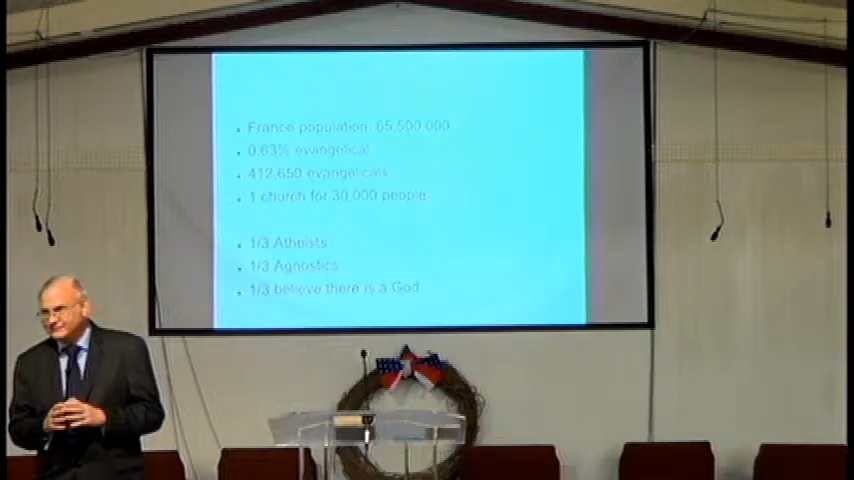 France population: 65,500,000
0.63% evangelical
412,650 evangelicals
1 church for 30,000 people
1/3 Atheists
1/3 Agnostics
1/3 believe there is a God